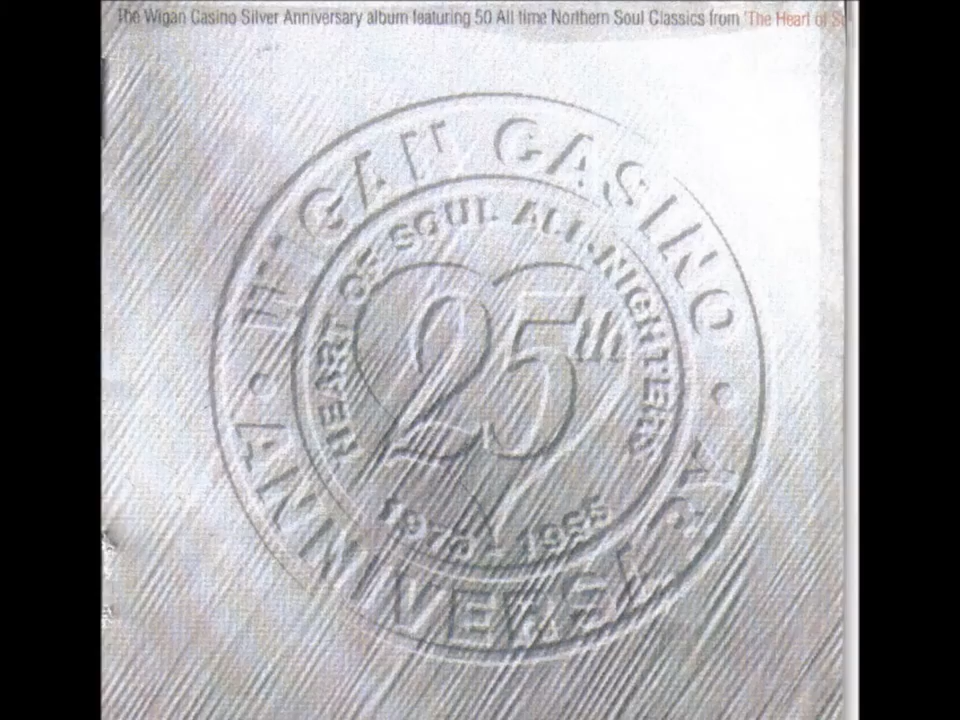 The Wigan Casino Silver Anniversary album featuring 50 All time Northern Soul Classics from 'The Heart of
WIGAN CASINO
HEART OF SOUL ALL-NIGHTERS
25th
ANNIVERSARY